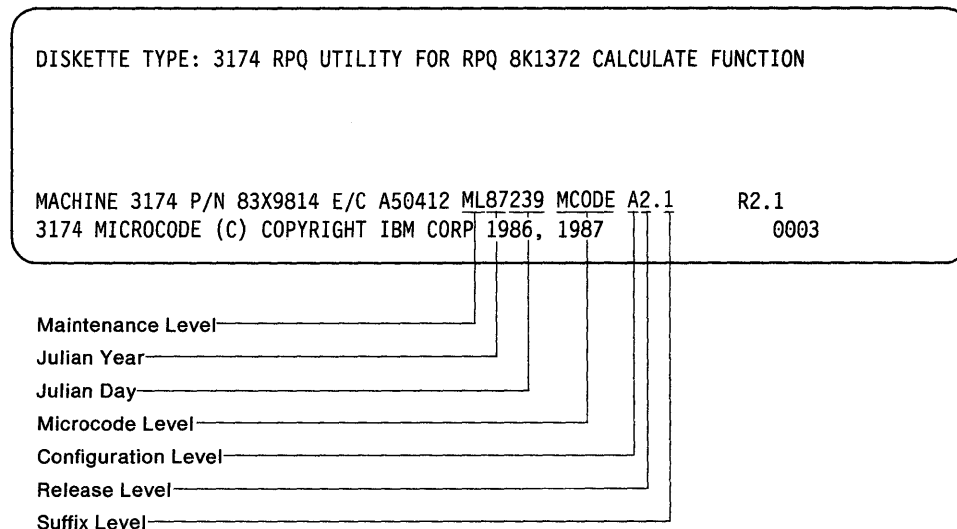 DISKETTE TYPE: 3174 RPQ UTILITY FOR RPQ 8K1372 CALCULATE FUNCTION
MACHINE 3174 P/N 83X9814 E/C A50412 ML87239 MCODE A2.1 R2.1
3174 MICROCODE (C) COPYRIGHT IBM CORP 1986, 1987 0003
Maintenance Level
Julian Year
Julian Day
Microcode Level
Configuration Level
Release Level
Suffix Level